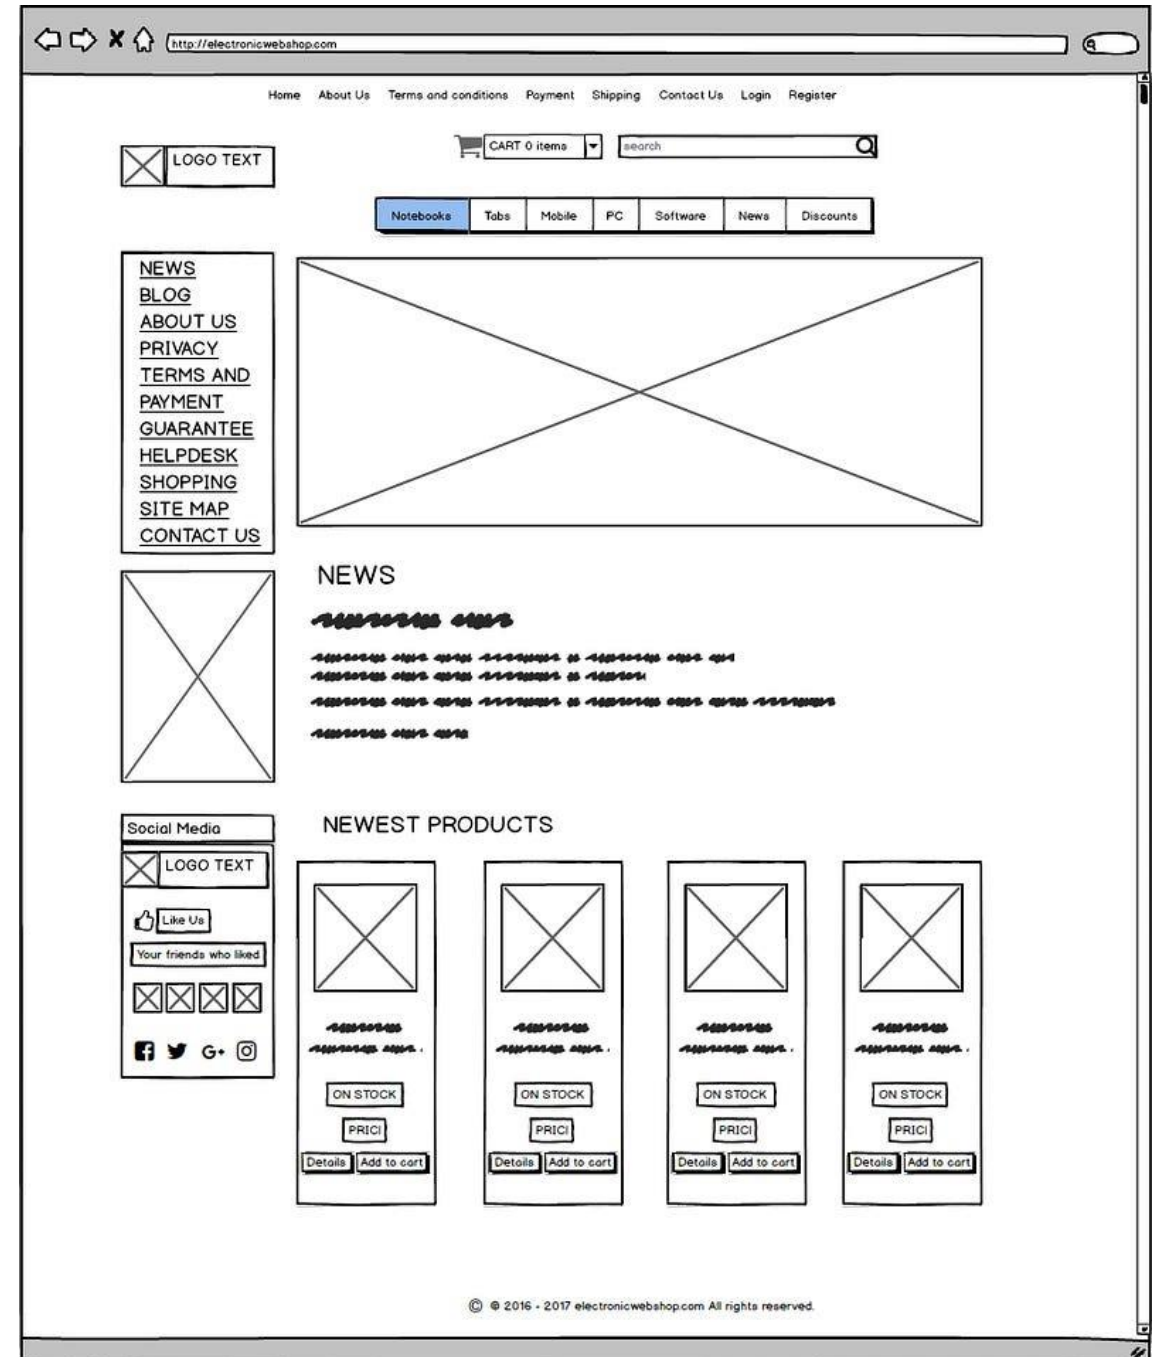 http://electronicwebshop.com
Home About Us Terms and conditions Payment Shipping Contact Us Login Register
CART 0 items
search
LOGO TEXT
Notebooks Tabs Mobile PC Software News Discounts
NEWS
BLOG
ABOUT US
PRIVACY
TERMS AND
PAYMENT
GUARANTEE
HELPDESK
SHOPPING
SITE MAP
CONTACT US
NEWS
Social Media
LOGO TEXT
Like Us
Your friends who liked
NEWEST PRODUCTS
ON STOCK ON STOCK ON STOCK ON STOCK
PRICI PRICI PRICI PRICI
Details Add to cart Details Add to cart Details Add to cart Details Add to cart
© © 2016 - 2017 electronicwebshop.com All rights reserved.